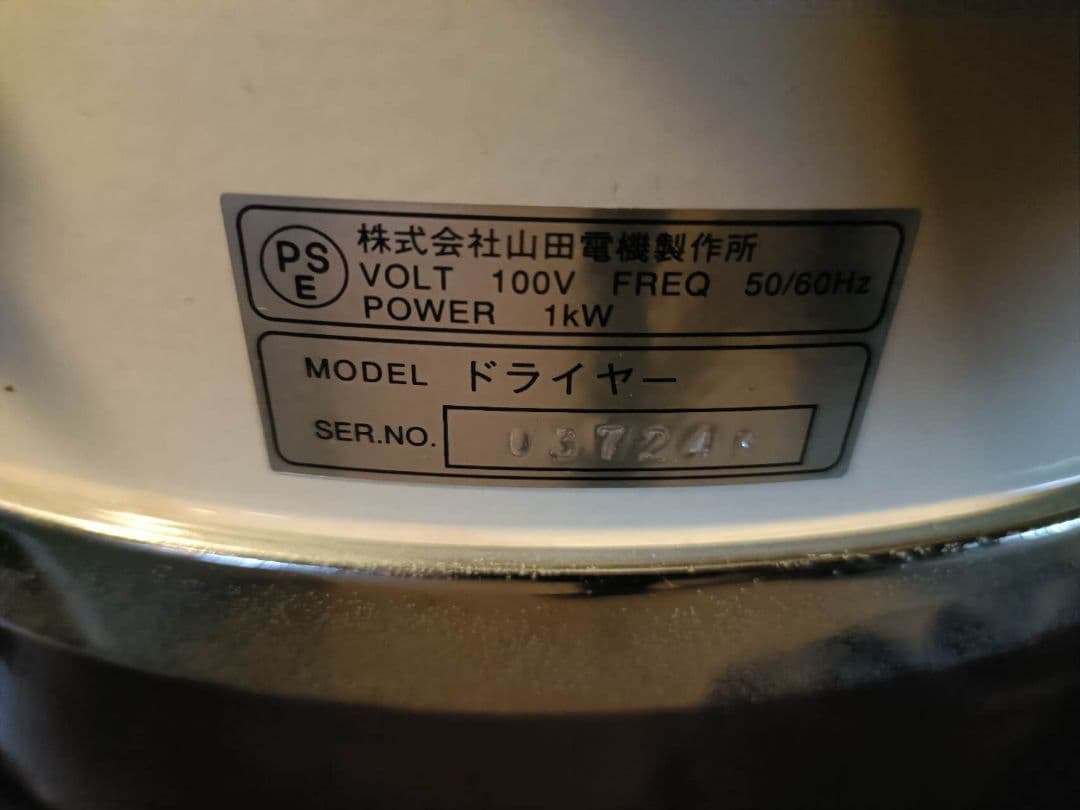 PSE
株式会社山田電機製作所
VOLT 100V FREQ 50/60Hz
POWER 1kW
MODEL ドライヤー
SER.NO.